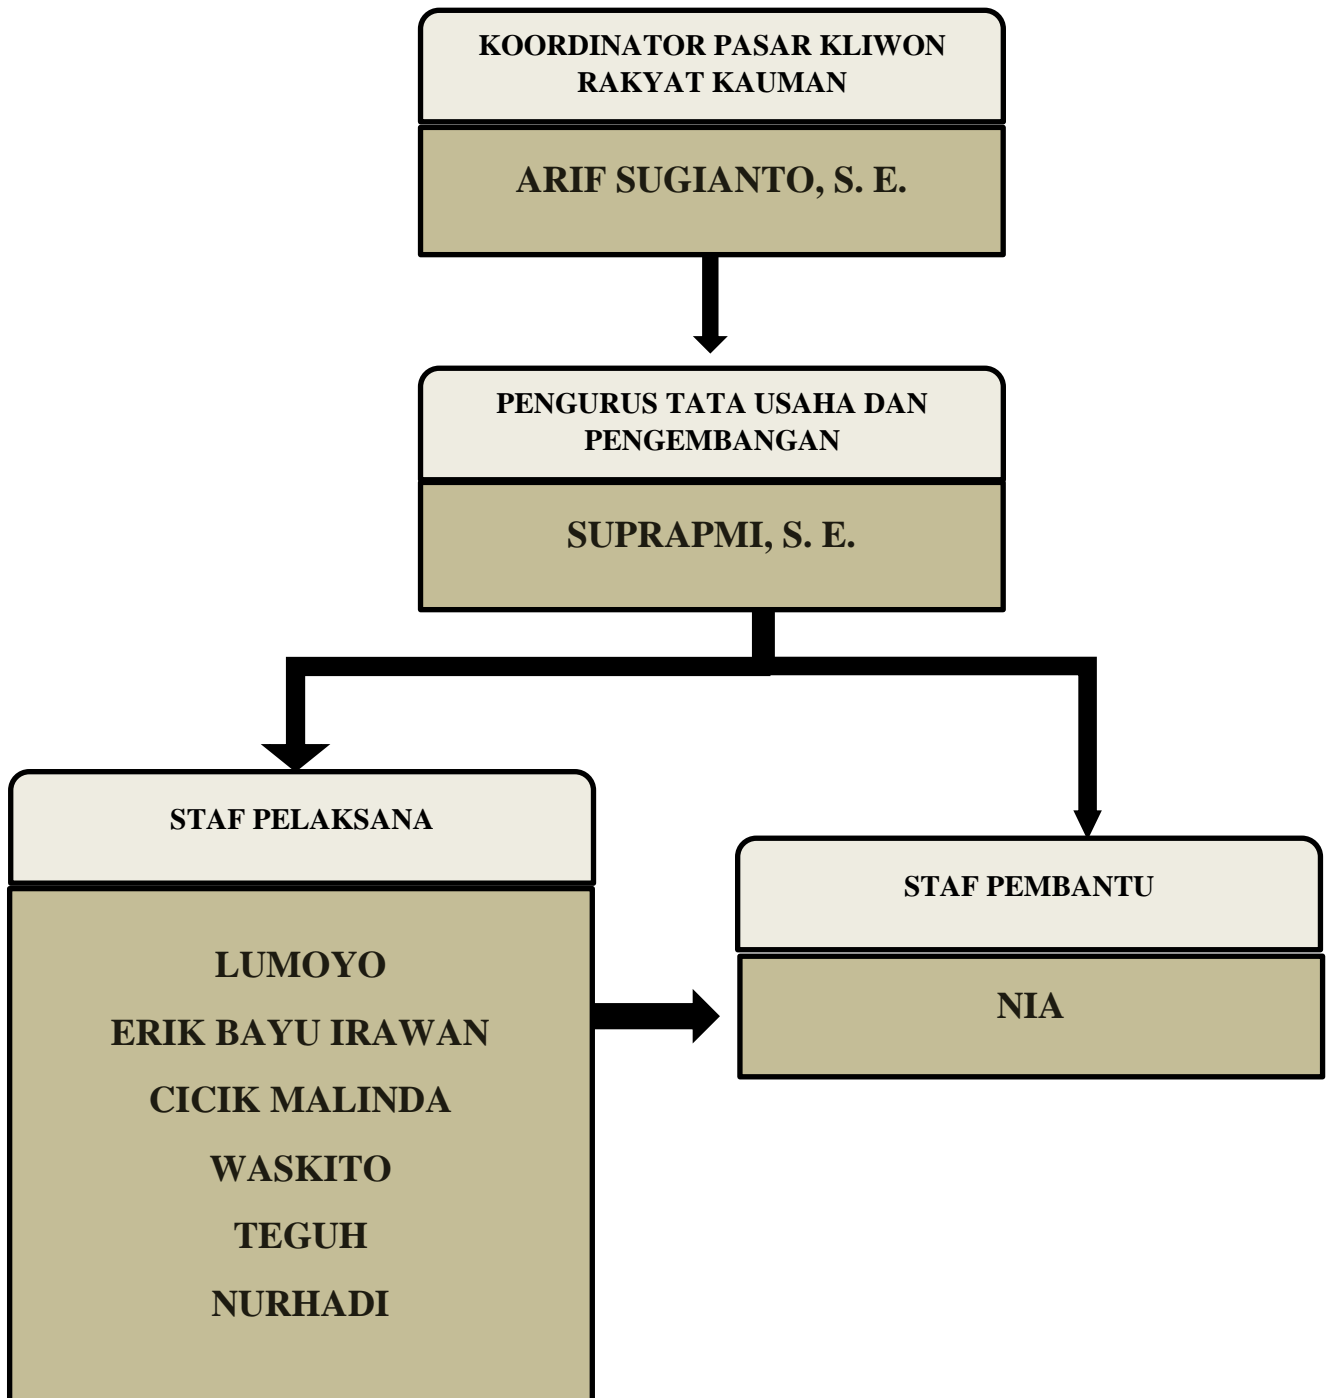 KOORDINATOR PASAR KLIWON
RAKYAT KAUMAN
ARIF SUGIANTO, S. E.
PENGURUS TATA USAHA DAN
PENGEMBANGAN
SUPRAPMI, S. E.
STAF PELAKSANA
LUMOYO
ERIK BAYU IRAWAN
CICIK MALINDA
WASKITO
TEGUH
NURHADI
STAF PEMBANTU
NIA